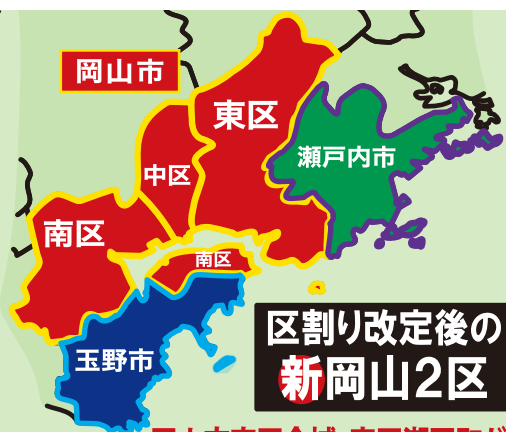 岡山市
東区
瀬戸内市
中区
南区
南区
玉野市
区割り改定後の
新岡山2区